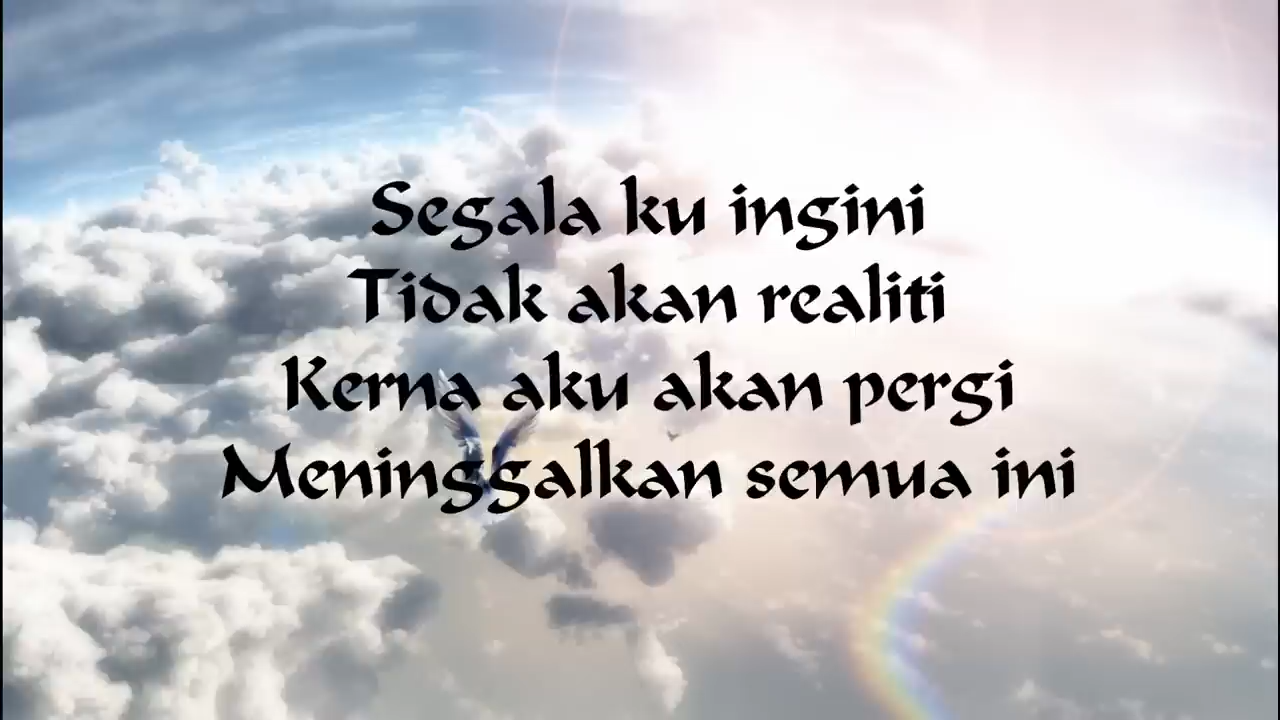 Segala ku ingini
Tidak akan realiti
Kerna aku akan pergi
Meninggalkan semua ini